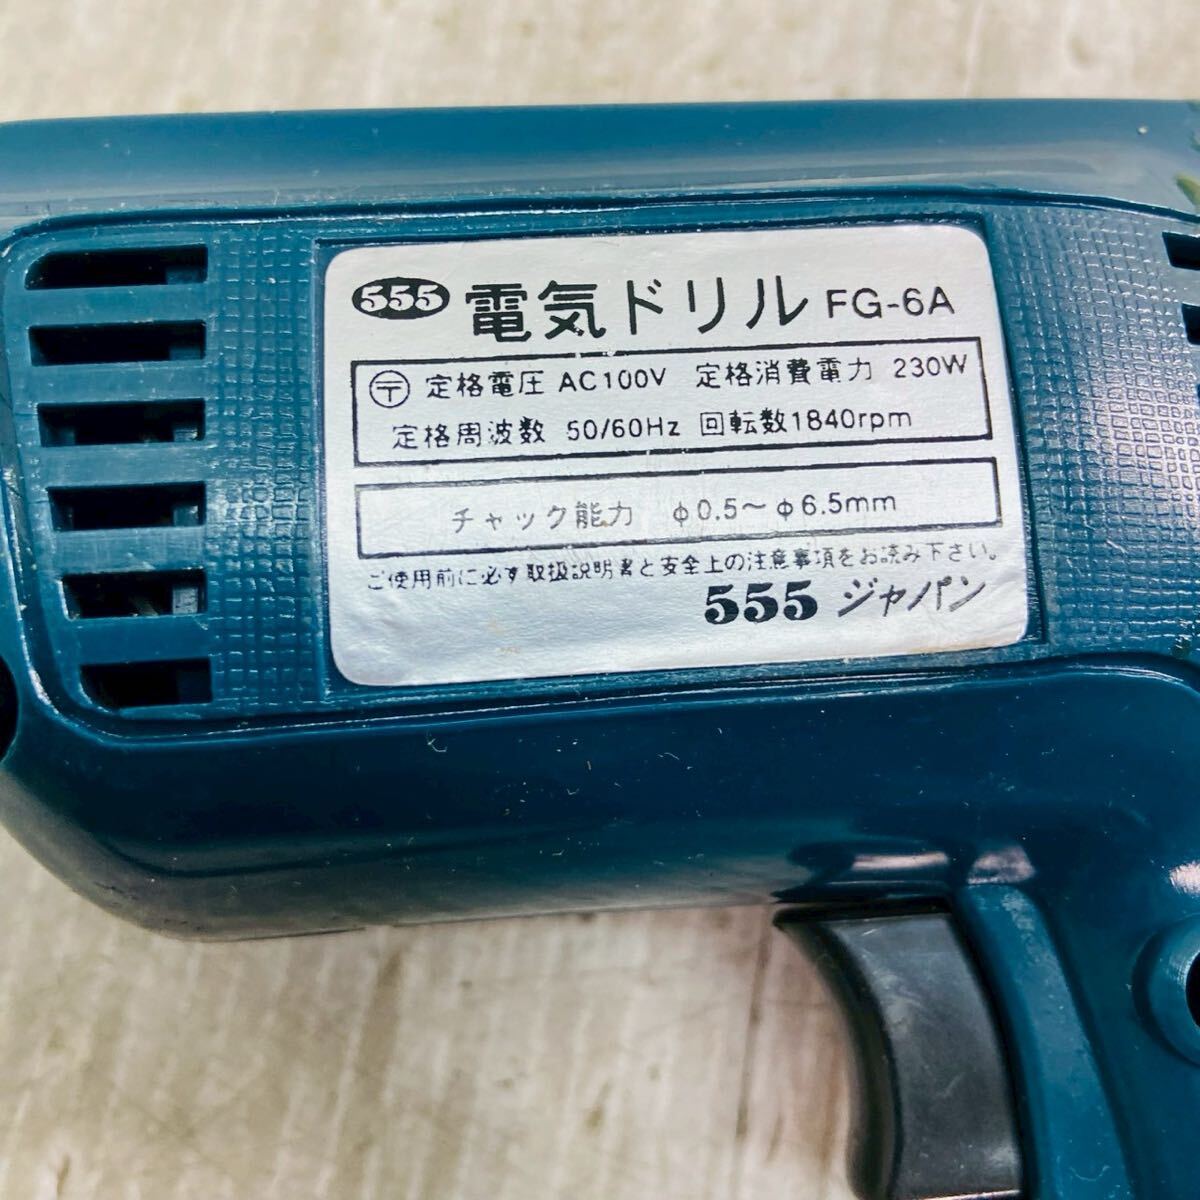 555 電気ドリル FG-6A
〒 定格電圧 AC100V 定格消費電力 230W
定格周波数 50/60Hz 回転数1840rpm
チャック能力 φ0.5〜φ6.5mm
ご使用前に必ず取扱説明書と安全上の注意事項をお読み下さい。
555 ジャパン